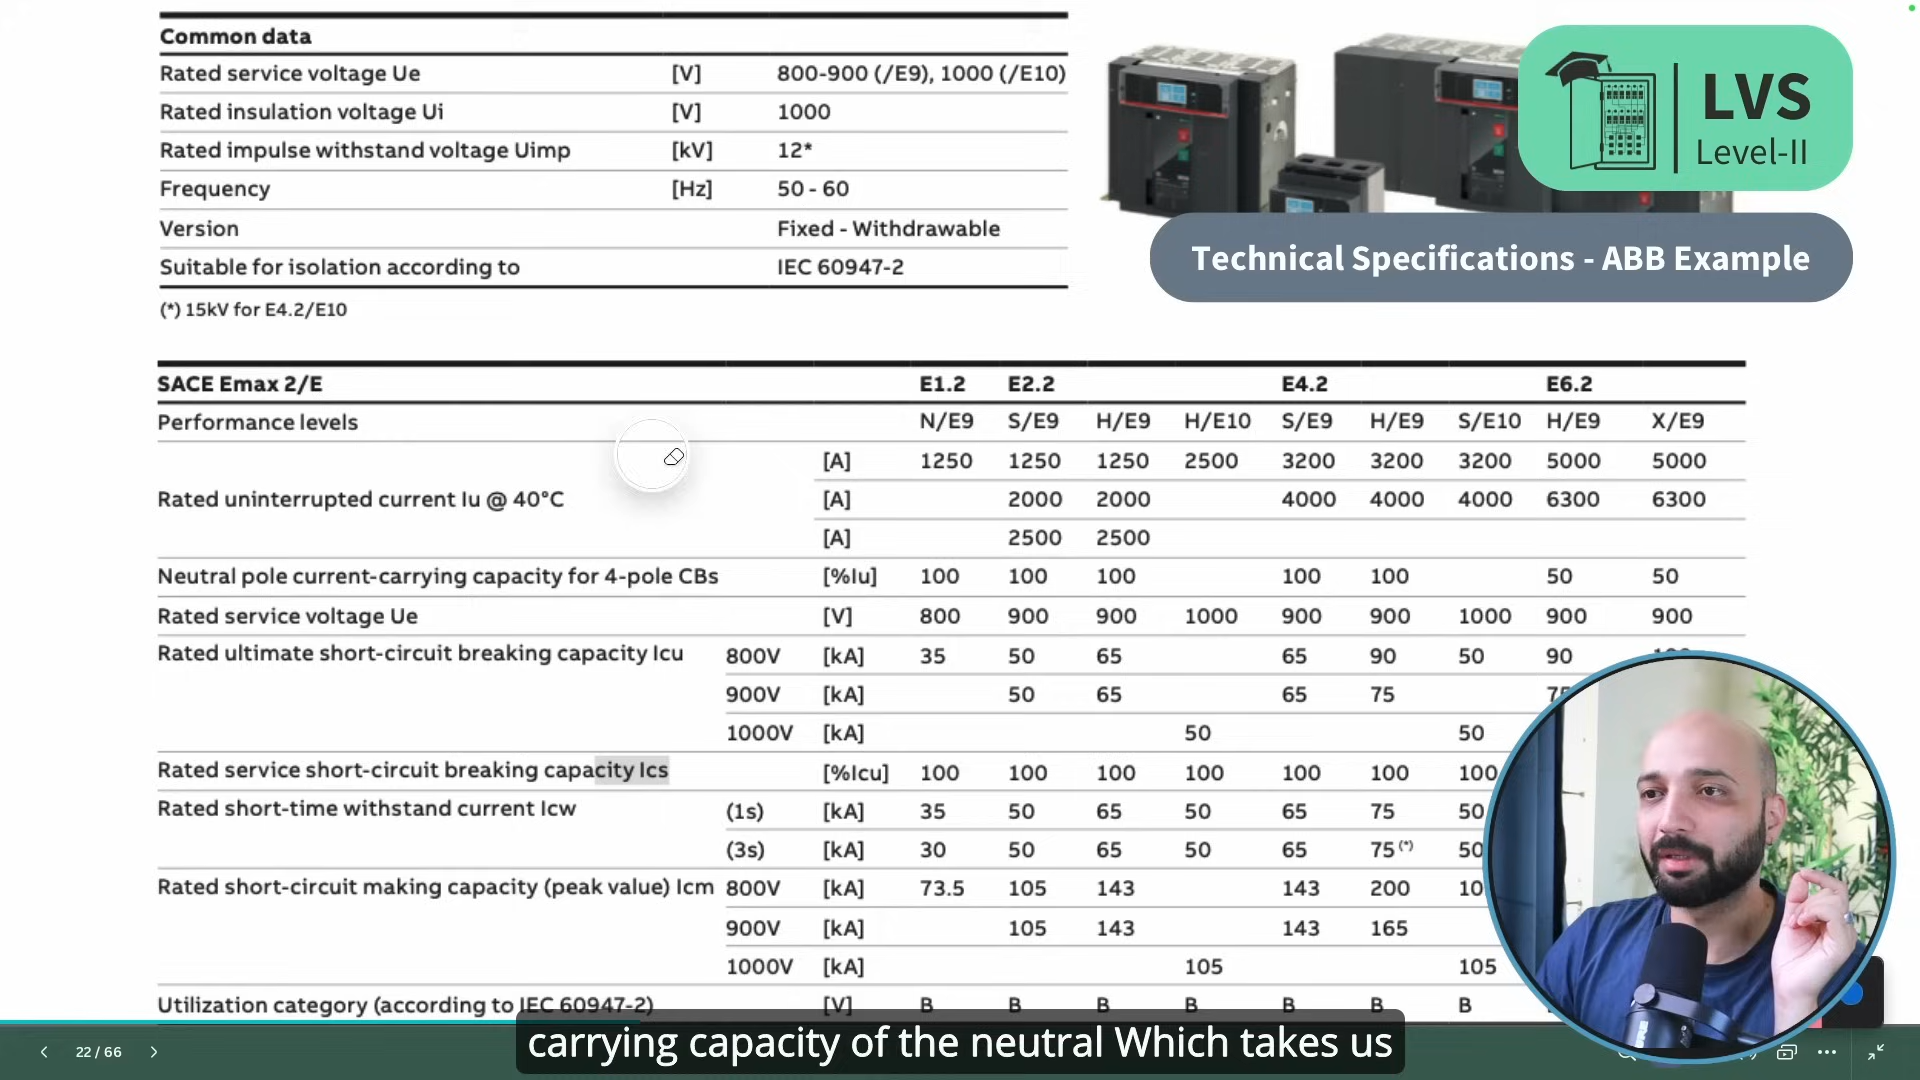 Common data
Rated service voltage Ue [V] 800-900 (/E9), 1000 (/E10)
Rated insulation voltage Ui [V] 1000
Rated impulse withstand voltage Uimp [kV] 12*
Frequency [Hz] 50 - 60
Version Fixed - Withdrawable
Suitable for isolation according to IEC 60947-2
(*) 15kV for E4.2/E10
LVS
Level-II
Technical Specifications - ABB Example
SACE Emax 2/E E1.2 E2.2 E4.2 E6.2
Performance levels N/E9 S/E9 H/E9 H/E10 S/E9 H/E9 S/E10 H/E9 X/E9
[A] 1250 1250 1250 2500 3200 3200 3200 5000 5000
Rated uninterrupted current Iu @ 40°C [A] 2000 2000 4000 4000 4000 6300 6300
[A] 2500 2500
Neutral pole current-carrying capacity for 4-pole CBs [%Iu] 100 100 100 100 100 50 50
Rated service voltage Ue [V] 800 900 900 1000 900 900 1000 900 900
Rated ultimate short-circuit breaking capacity Icu 800V [kA] 35 50 65 65 90 50 90
900V [kA] 50 65 65 75
1000V [kA] 50 50
Rated service short-circuit breaking capacity Ics [%Icu] 100 100 100 100 100 100 100
Rated short-time withstand current Icw (1s) [kA] 35 50 65 50 65 75 50
(3s) [kA] 30 50 65 50 65 75 (*) 50
Rated short-circuit making capacity (peak value) Icm 800V [kA] 73.5 105 143 143 200
900V [kA] 105 143 143 165
1000V [kA] 105 105
Utilization category (according to IEC 60947-2) [V] B B B B B B B
carrying capacity of the neutral Which takes us
22 / 66